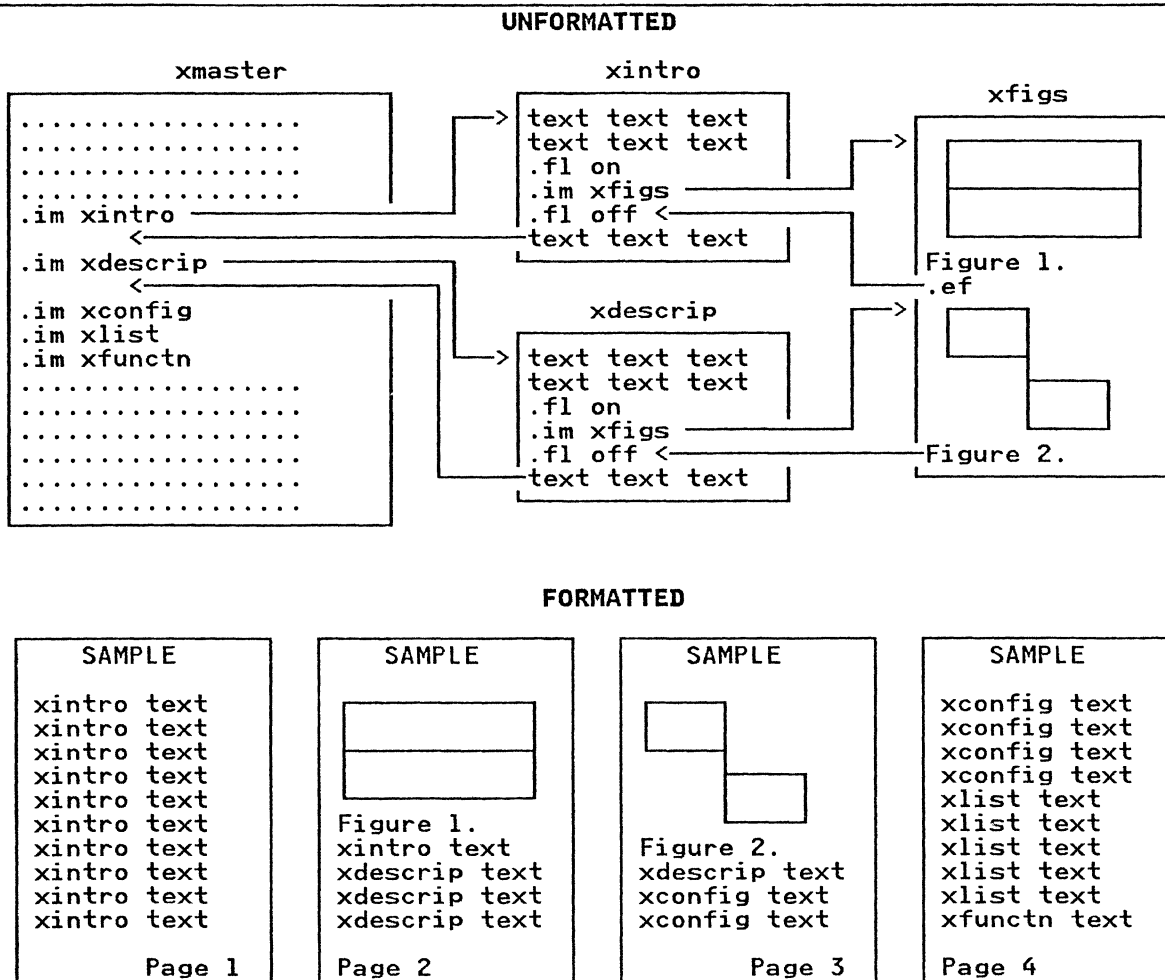 UNFORMATTED
xmaster
. . . . . . . . . . . . . . . . . .
. . . . . . . . . . . . . . . . . .
. . . . . . . . . . . . . . . . . .
. . . . . . . . . . . . . . . . . .
.im xintro
<
.im xdescrip
<
.im xconfig
.im xlist
.im xfunctn
. . . . . . . . . . . . . . . . . .
. . . . . . . . . . . . . . . . . .
. . . . . . . . . . . . . . . . . .
. . . . . . . . . . . . . . . . . .
. . . . . . . . . . . . . . . . . .
. . . . . . . . . . . . . . . . . .
xintro
> text text text
text text text
.fl on
.im xfigs
.fl off <
text text text
xdescrip
> text text text
text text text
.fl on
.im xfigs
.fl off <
text text text
xfigs
>
Figure 1.
.ef
>
Figure 2.
FORMATTED
SAMPLE
xintro text
xintro text
xintro text
xintro text
xintro text
xintro text
xintro text
xintro text
xintro text
xintro text
Page 1
SAMPLE
Figure 1.
xintro text
xdescrip text
xdescrip text
xdescrip text
Page 2
SAMPLE
Figure 2.
xdescrip text
xconfig text
xconfig text
Page 3
SAMPLE
xconfig text
xconfig text
xconfig text
xconfig text
xlist text
xlist text
xlist text
xlist text
xlist text
xfunctn text
Page 4